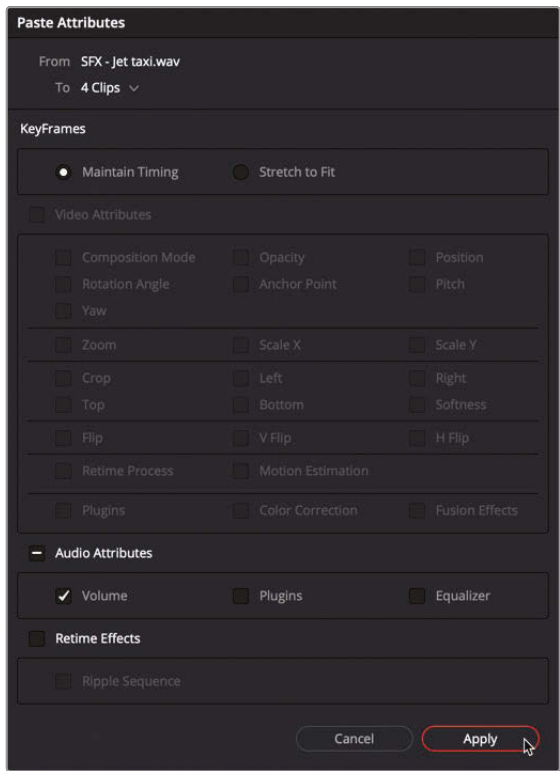 Paste Attributes
From SFX - Jet taxi.wav
To 4 Clips
KeyFrames
Maintain Timing Stretch to Fit
Video Attributes
Composition Mode Opacity Position
Rotation Angle Anchor Point Pitch
Yaw
Zoom Scale X Scale Y
Crop Left Right
Top Bottom Softness
Flip V Flip H Flip
Retime Process Motion Estimation
Plugins Color Correction Fusion Effects
Audio Attributes
Volume Plugins Equalizer
Retime Effects
Ripple Sequence
Cancel Apply